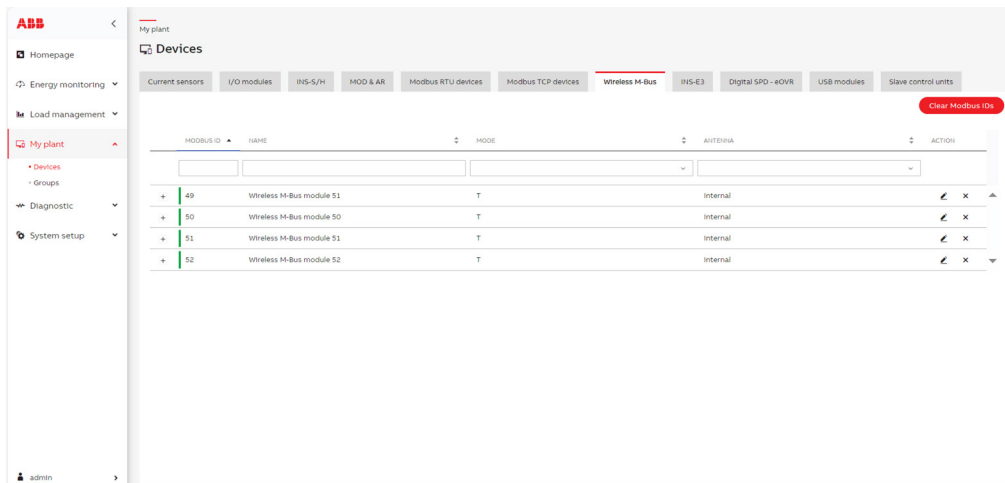 ABB
Homepage
Energy monitoring
Load management
My plant
Devices
Groups
Diagnostic
System setup
admin
My plant
Devices
Current sensors I/O modules INS-S/H MOD & AR Modbus RTU devices Modbus TCP devices Wireless M-Bus INS-E3 Digital SPD - eOVR USB modules Slave control units
Clear Modbus IDs
MODBUS ID NAME MODE ANTENNA ACTION
+ 49 Wireless M-Bus module 51 T Internal
+ 50 Wireless M-Bus module 50 T Internal
+ 51 Wireless M-Bus module 51 T Internal
+ 52 Wireless M-Bus module 52 T Internal